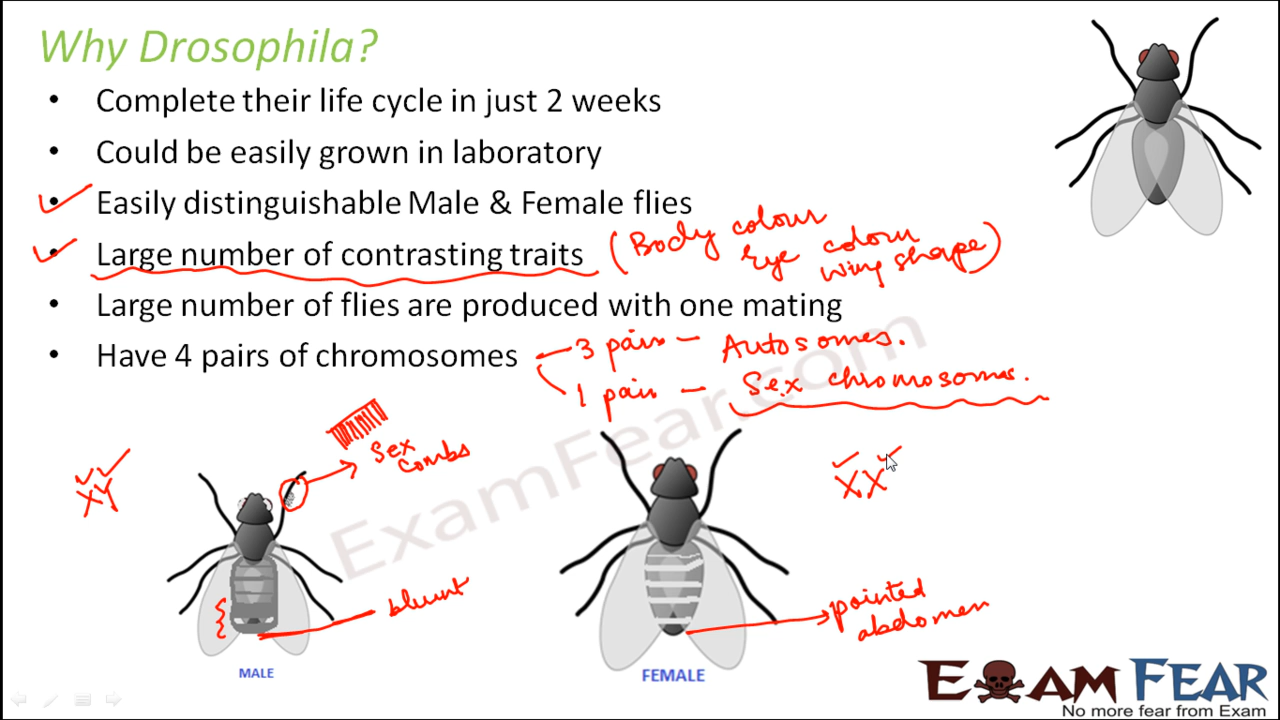 Why Drosophila?
• Complete their life cycle in just 2 weeks
• Could be easily grown in laboratory
• Easily distinguishable Male & Female flies
• Large number of contrasting traits (Body colour
Eye colour
wing shape)
• Large number of flies are produced with one mating
• Have 4 pairs of chromosomes
3 pairs - Autosomes.
1 pair - Sex chromosomes.
ExamFear.com
XY
Sex
combs
XX
blunt
pointed
abdomen
MALE
FEMALE
EXAM FEAR
No more fear from Exam